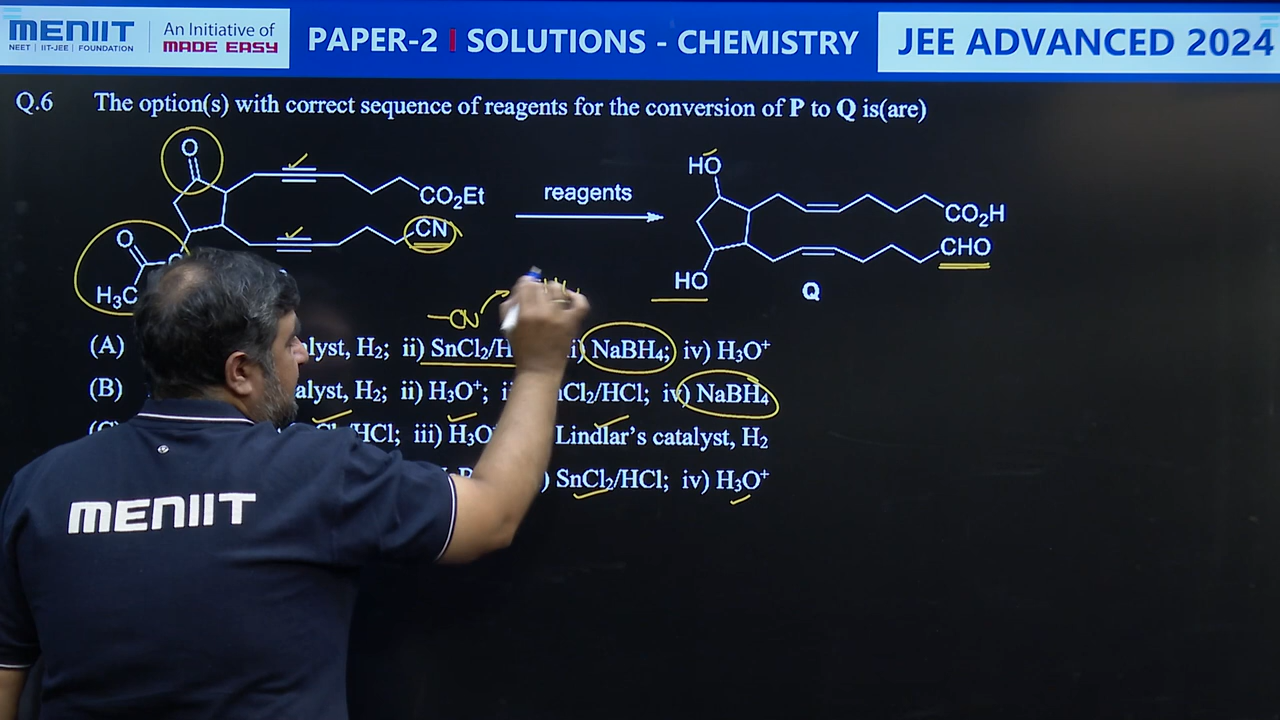 MENIIT
NEET | IIT-JEE | FOUNDATION
An Initiative of
MADE EASY
PAPER-2 | SOLUTIONS - CHEMISTRY
JEE ADVANCED 2024
Q.6 The option(s) with correct sequence of reagents for the conversion of P to Q is(are)
O
CO₂Et
CN
O
H₃C
reagents
HO
CO₂H
CHO
HO
Q
(A) alyst, H₂; ii) SnCl₂/H NaBH₄; iv) H₃O⁺
(B) alyst, H₂; ii) H₃O⁺; Cl₂/HCl; iv) NaBH₄
HCl; iii) H₃O Lindlar's catalyst, H₂
SnCl₂/HCl; iv) H₃O⁺
MENIIT